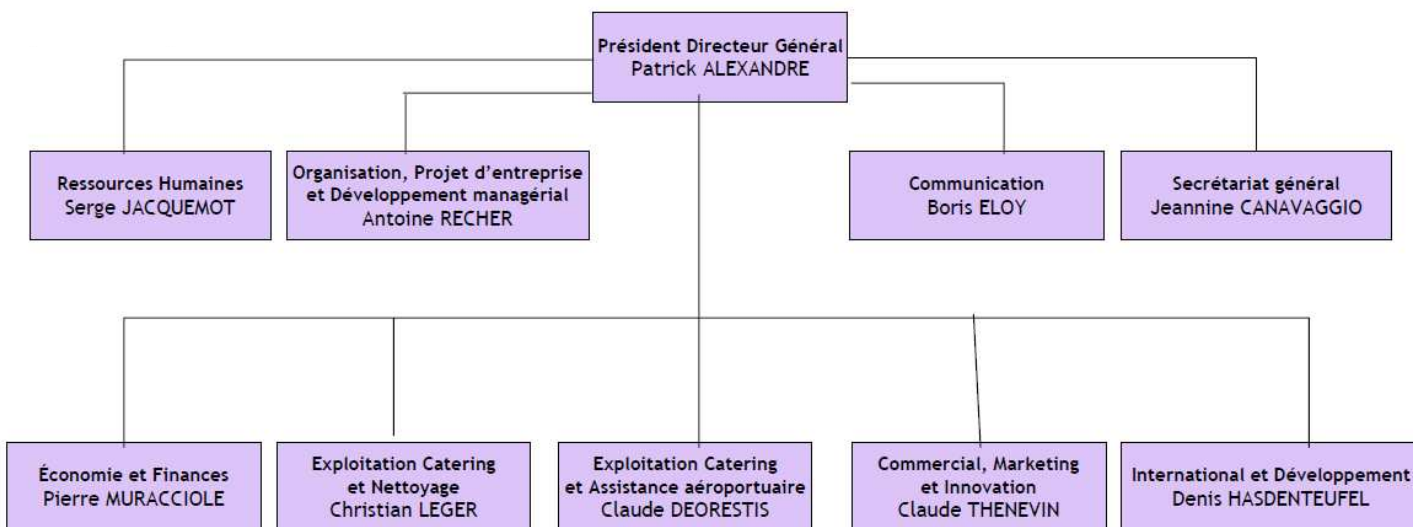 Président Directeur Général
Patrick ALEXANDRE
Ressources Humaines
Serge JACQUEMOT
Organisation, Projet d’entreprise
et Développement managérial
Antoine RECHER
Communication
Boris ELOY
Secrétariat général
Jeannine CANAVAGGIO
Économie et Finances
Pierre MURACCIOLE
Exploitation Catering
et Nettoyage
Christian LEGER
Exploitation Catering
et Assistance aéroportuaire
Claude DEORESTIS
Commercial, Marketing
et Innovation
Claude THENEVIN
International et Développement
Denis HASDENTEUFEL